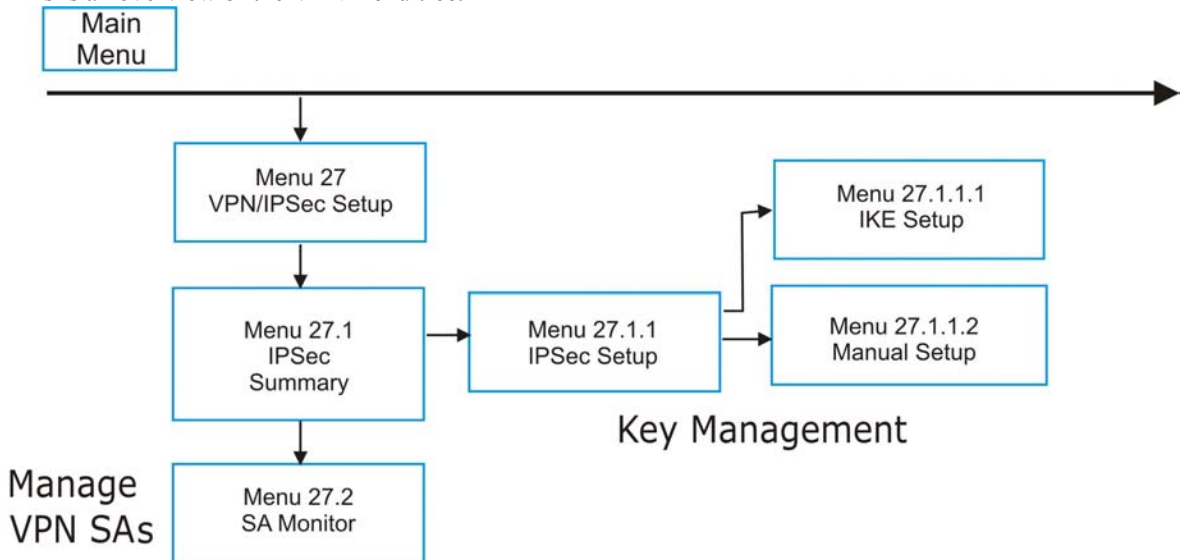 Main
Menu
Menu 27
VPN/IPSec Setup
Menu 27.1.1.1
IKE Setup
Menu 27.1
IPSec
Summary
Menu 27.1.1
IPSec Setup
Menu 27.1.1.2
Manual Setup
Key Management
Manage
VPN SAs
Menu 27.2
SA Monitor